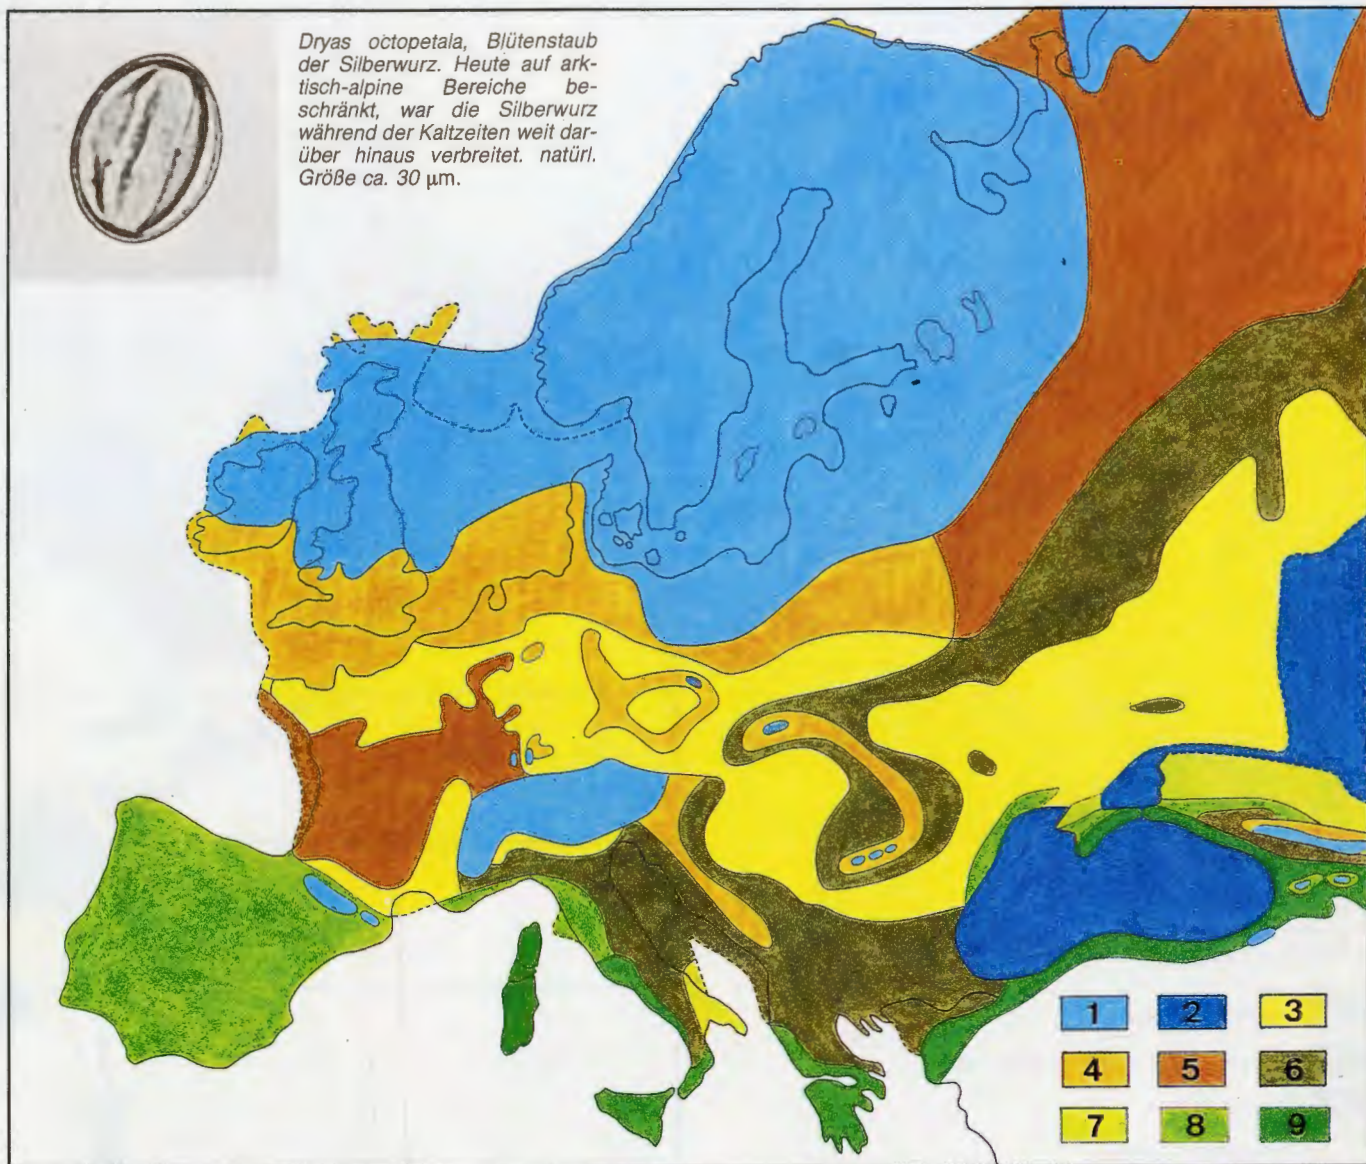 Dryas octopetala, Blütenstaub
der Silberwurz. Heute auf ark-
tisch-alpine Bereiche be-
schränkt, war die Silberwurz
während der Kaltzeiten weit dar-
über hinaus verbreitet. natürl.
Größe ca. 30 µm.
1 2 3
4 5 6
7 8 9